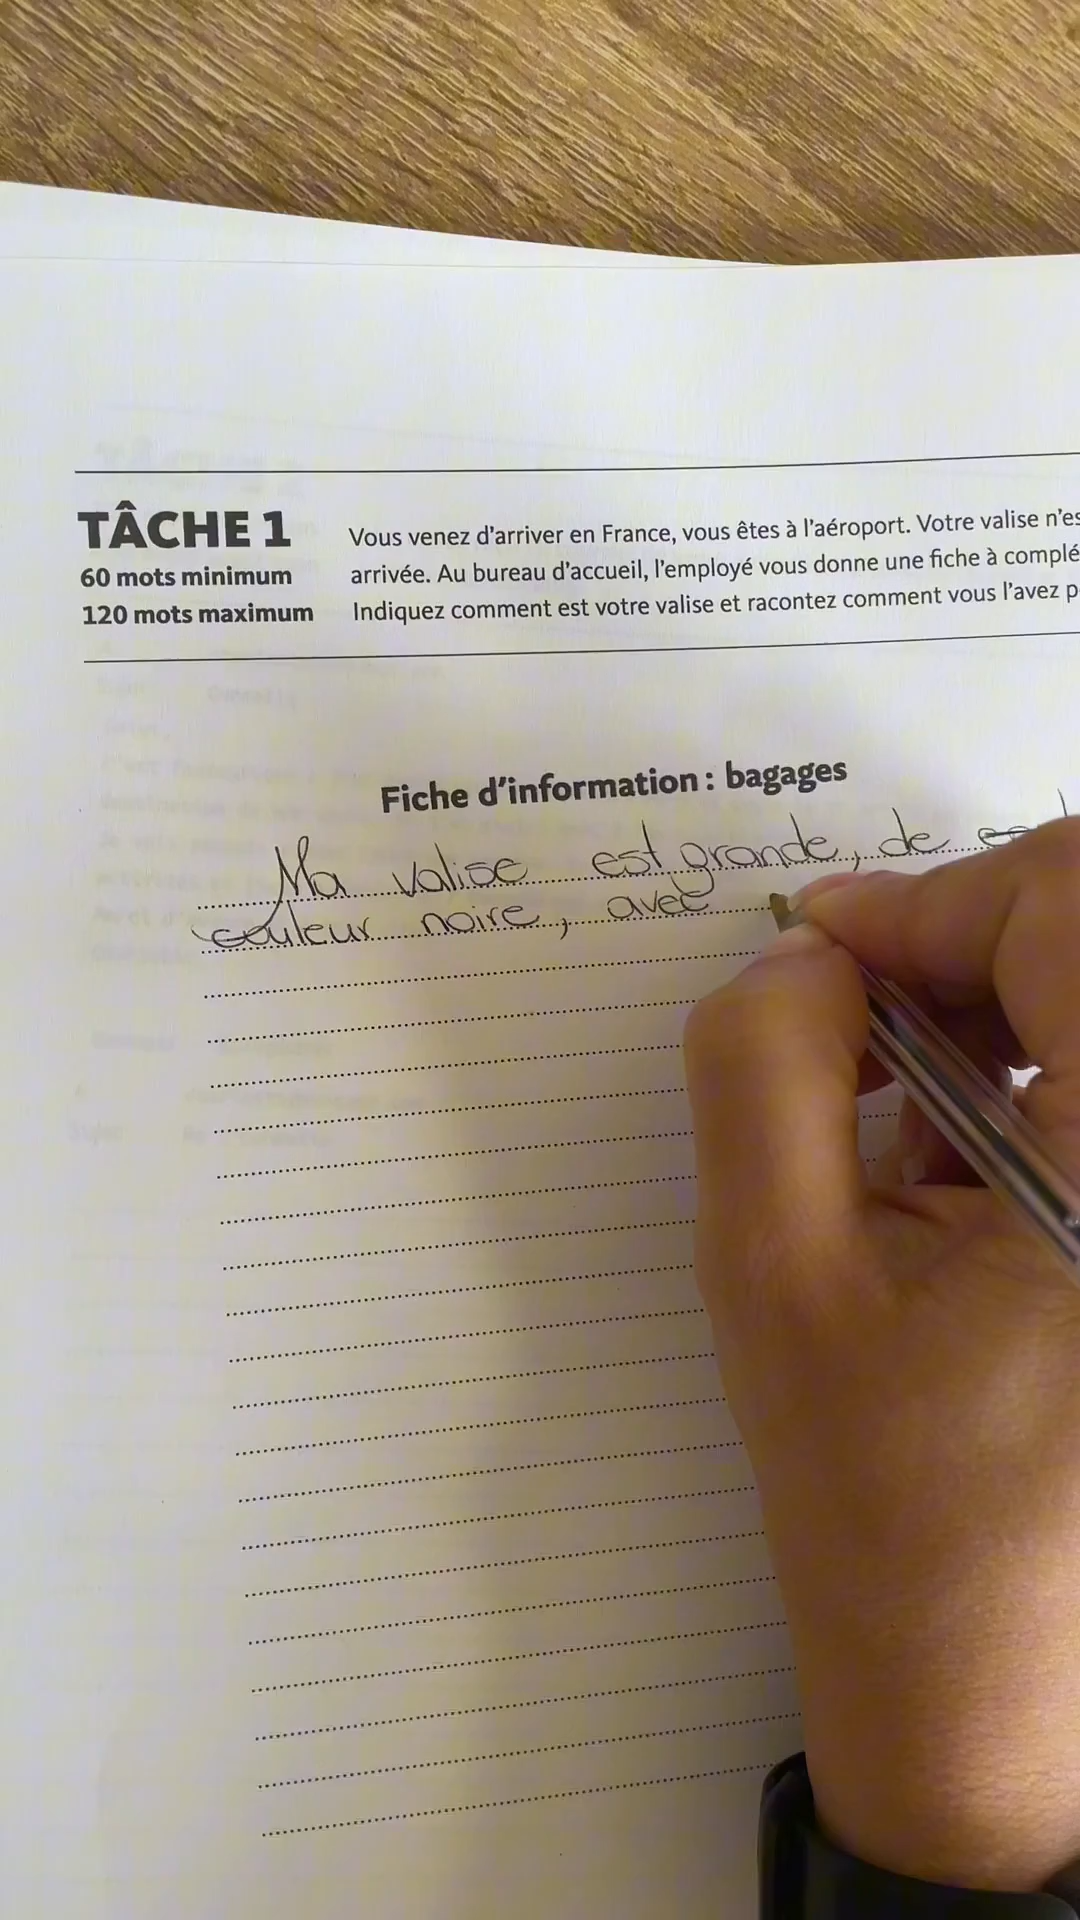 TÂCHE 1
60 mots minimum
120 mots maximum
Vous venez d'arriver en France, vous êtes à l'aéroport. Votre valise n'es
arrivée. Au bureau d'accueil, l'employé vous donne une fiche à complé
Indiquez comment est votre valise et racontez comment vous l'avez p
Fiche d'information : bagages
Ma valise est grande, de
couleur noire, avec